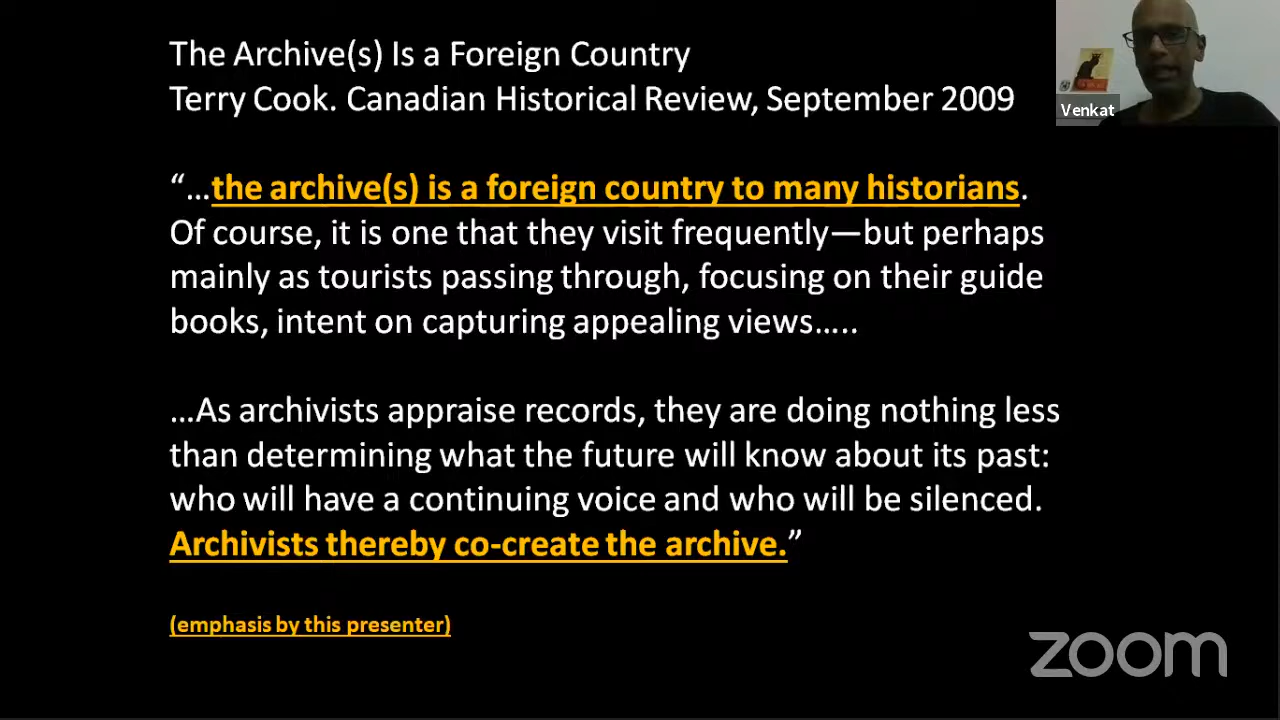 The Archive(s) Is a Foreign Country
Terry Cook. Canadian Historical Review, September 2009
“…the archive(s) is a foreign country to many historians.
Of course, it is one that they visit frequently—but perhaps
mainly as tourists passing through, focusing on their guide
books, intent on capturing appealing views…..
…As archivists appraise records, they are doing nothing less
than determining what the future will know about its past:
who will have a continuing voice and who will be silenced.
Archivists thereby co-create the archive.”
(emphasis by this presenter)
Venkat
zoom